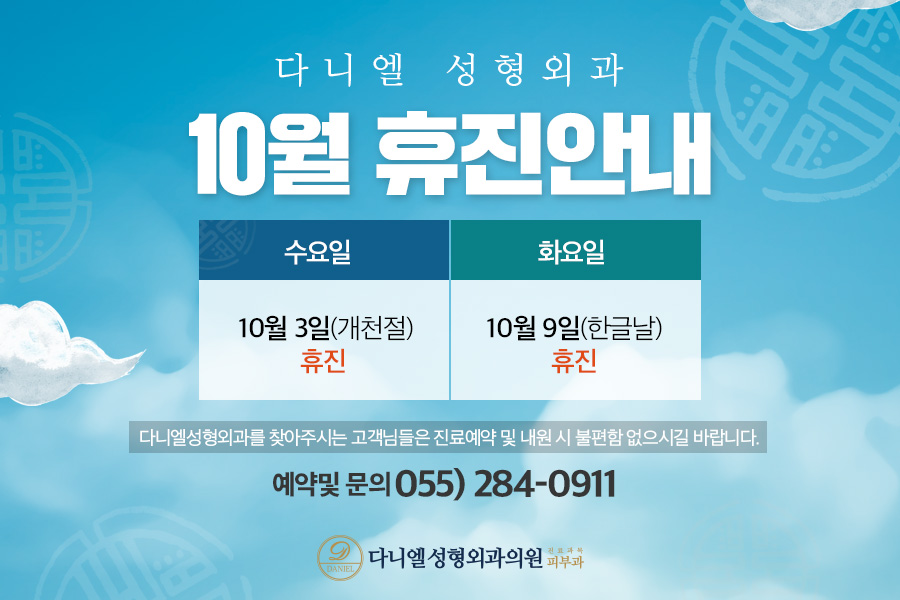 다니엘 성형외과
10월 휴진안내
수요일
화요일
10월 3일(개천절)
휴진
10월 9일(한글날)
휴진
다니엘성형외과를 찾아주시는 고객님들은 진료예약 및 내원 시 불편함 없으시길 바랍니다.
예약및 문의 055) 284-0911
D
DANIEL
다니엘성형외과의원
진료과목
피부과